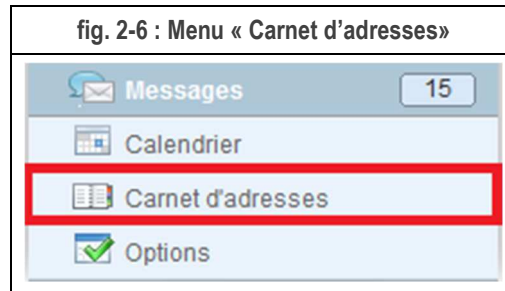 fig. 2-6 : Menu « Carnet d’adresses»
Messages 15
Calendrier
Carnet d'adresses
Options